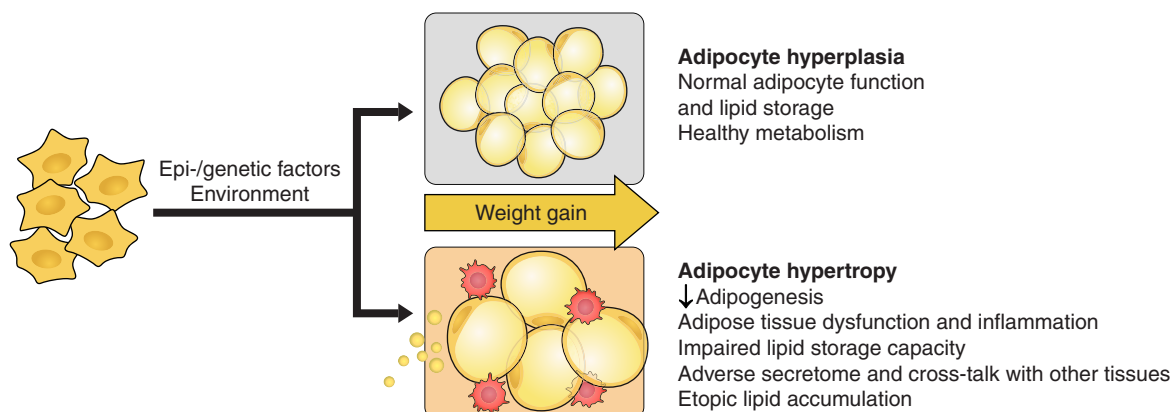 Adipocyte hyperplasia
Normal adipocyte function
and lipid storage
Healthy metabolism
Epi-/genetic factors
Environment
Weight gain
Adipocyte hypertropy
↓Adipogenesis
Adipose tissue dysfunction and inflammation
Impaired lipid storage capacity
Adverse secretome and cross-talk with other tissues
Etopic lipid accumulation